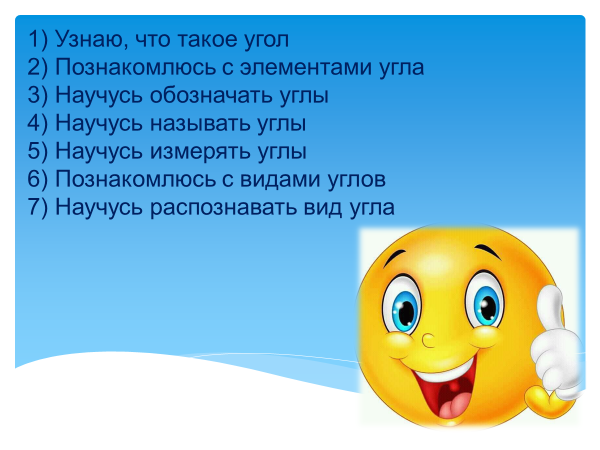 1) Узнаю, что такое угол
2) Познакомлюсь с элементами угла
3) Научусь обозначать углы
4) Научусь называть углы
5) Научусь измерять углы
6) Познакомлюсь с видами углов
7) Научусь распознавать вид угла